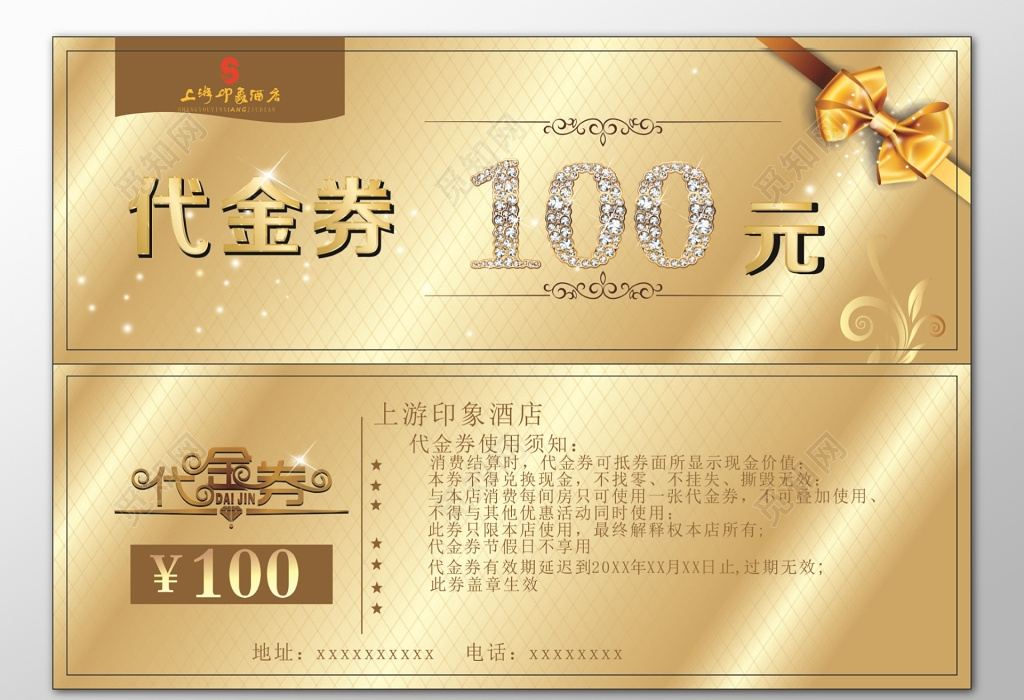 S
上游印象酒店
SHANGYOUYINXIANGJIUDIAN
代金券
100
元
上游印象酒店
代金券使用须知：
★ 消费结算时，代金券可抵券面所显示现金价值；
★ 本券不得兑换现金，不找零、不挂失、撕毁无效；
★ 与本店消费每间房只可使用一张代金券，不可叠加使用、
不得与其他优惠活动同时使用；
★ 此券只限本店使用，最终解释权本店所有;
★ 代金券节假日不享用
★ 代金券有效期延迟到20XX年XX月XX日止,过期无效;
★ 此券盖章生效
代金券
DAI JIN
¥100
地址：xxxxxxxxxx 电话：xxxxxxxx
觅知网